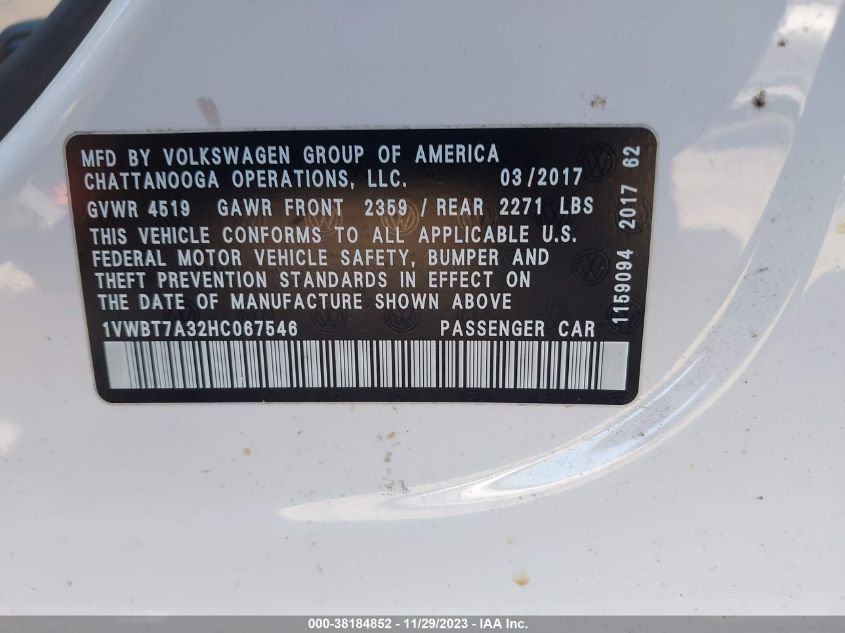 MFD BY VOLKSWAGEN GROUP OF AMERICA
CHATTANOOGA OPERATIONS, LLC. 03/2017
GVWR 4519 GAWR FRONT 2359 / REAR 2271 LBS
THIS VEHICLE CONFORMS TO ALL APPLICABLE U.S.
FEDERAL MOTOR VEHICLE SAFETY, BUMPER AND
THEFT PREVENTION STANDARDS IN EFFECT ON
THE DATE OF MANUFACTURE SHOWN ABOVE
1VWBT7A32HC067546 PASSENGER CAR
1159094 2017 62
000-38184852 - 11/29/2023 - IAA Inc.